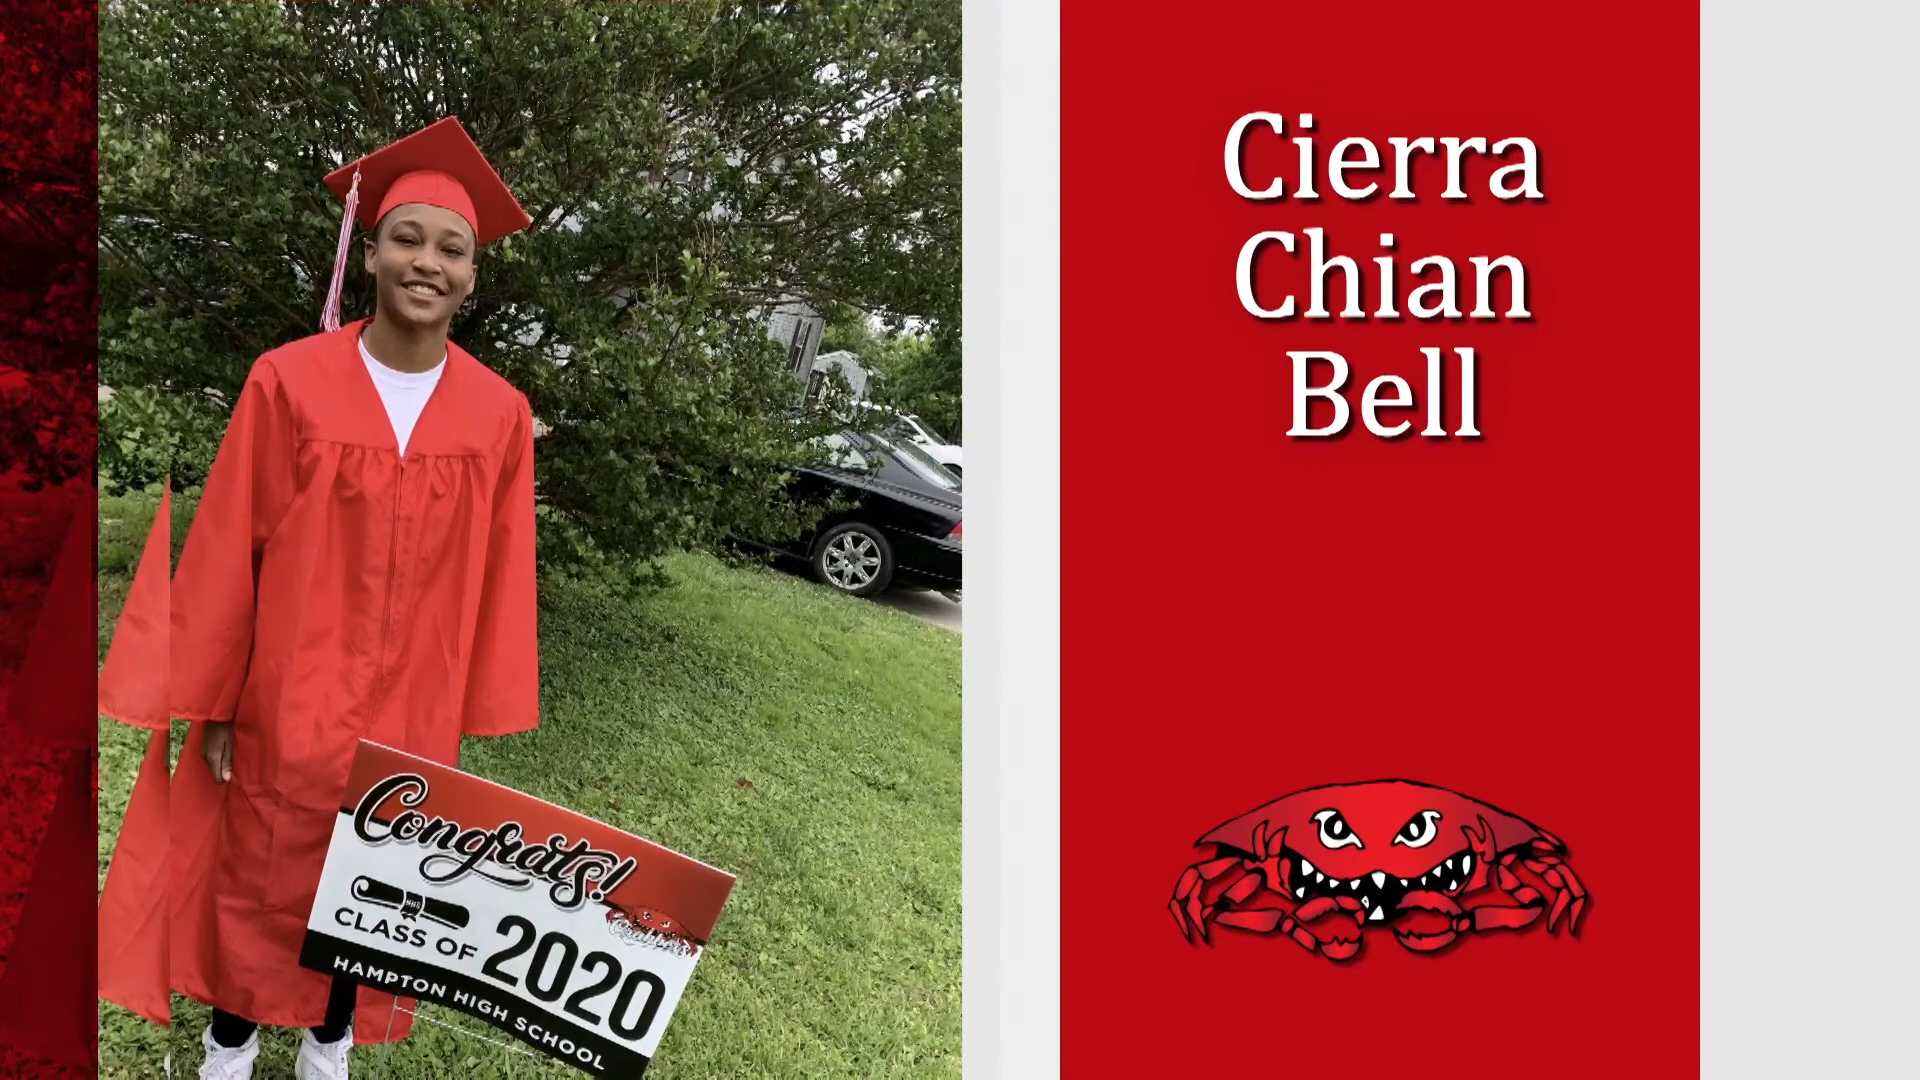 Cierra
Chian
Bell
Congrats!
CLASS OF 2020
HAMPTON HIGH SCHOOL